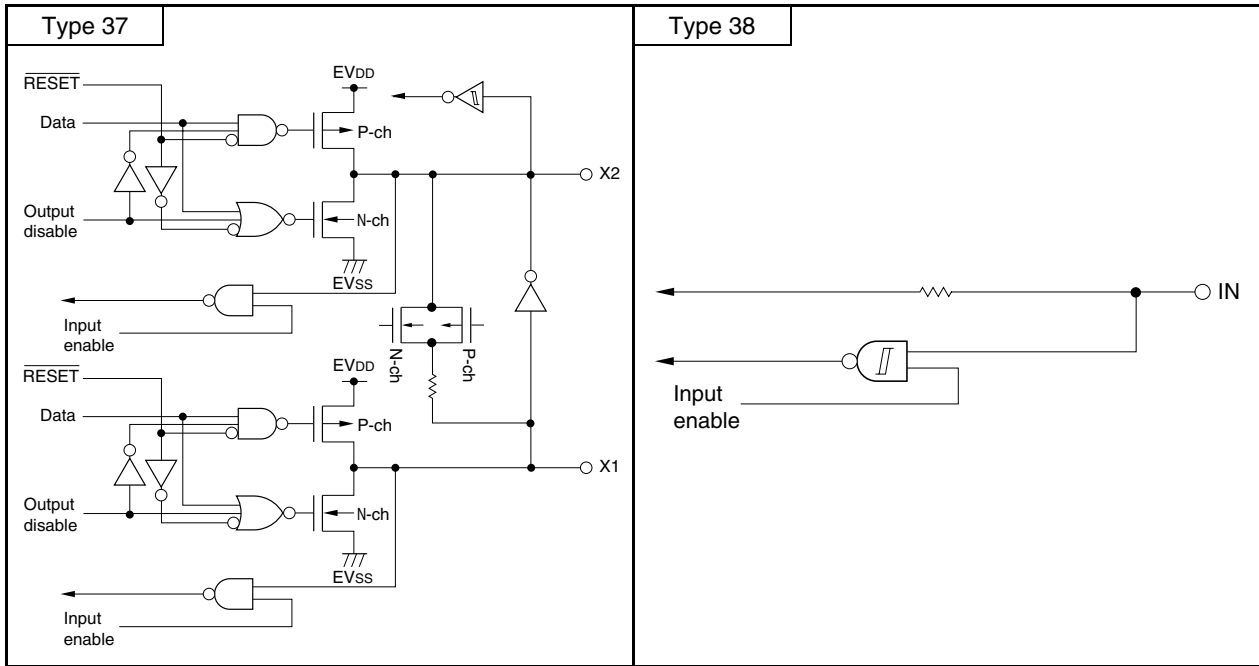 Type 37
RESET
Data
Output
disable
EVDD
P-ch
N-ch
EVSS
X2
Input
enable
N-ch
P-ch
RESET
Data
Output
disable
EVDD
P-ch
N-ch
EVSS
X1
Input
enable
Type 38
IN
Input
enable